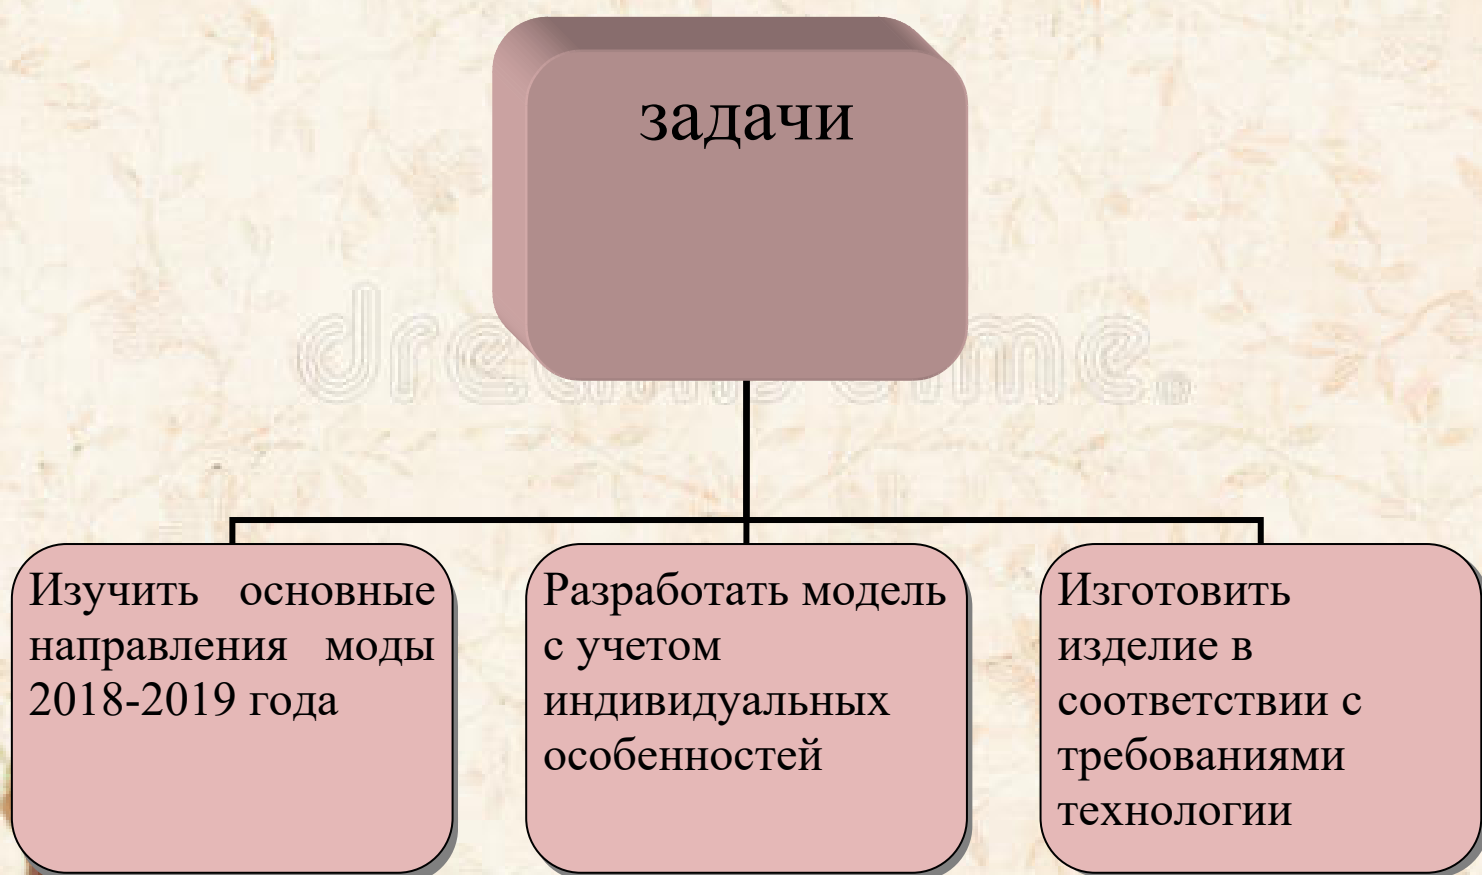 задачи
Изучить основные
направления моды
2018-2019 года
Разработать модель
с учетом
индивидуальных
особенностей
Изготовить
изделие в
соответствии с
требованиями
технологии